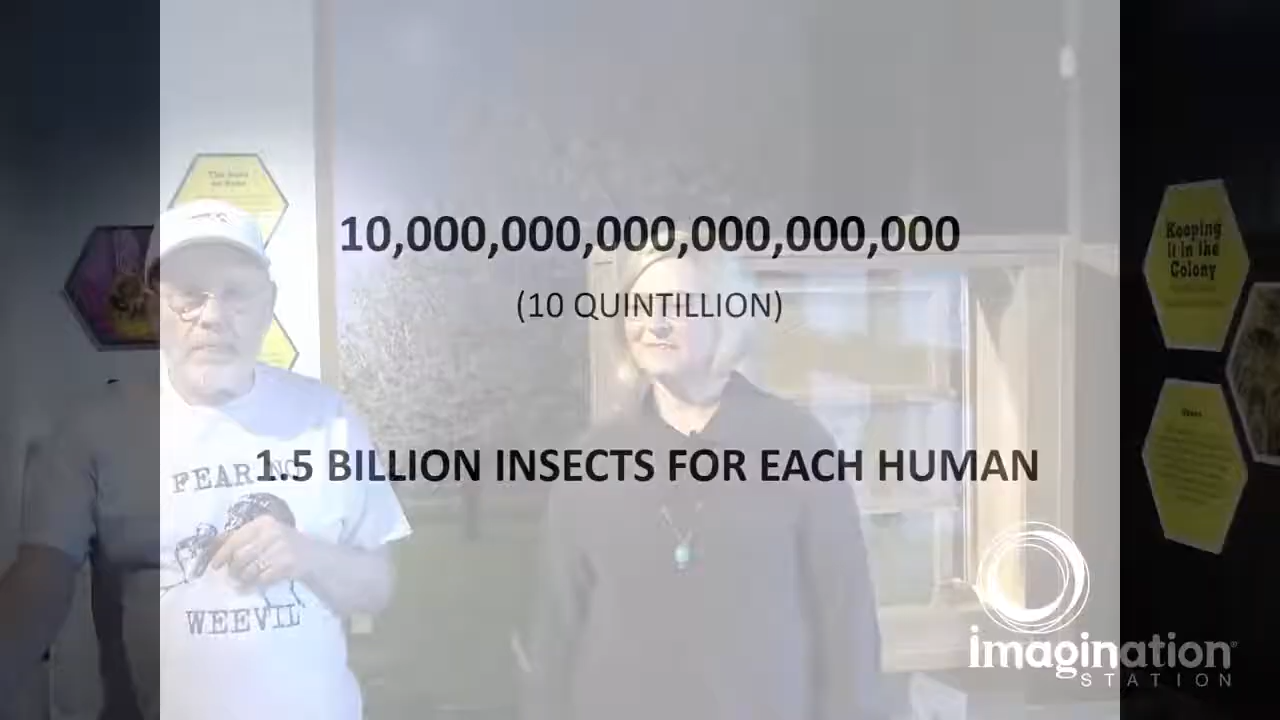 10,000,000,000,000,000,000
(10 QUINTILLION)
1.5 BILLION INSECTS FOR EACH HUMAN
FEAR NO
WEEVIL
Keeping
it in the
Colony
imagination
STATION